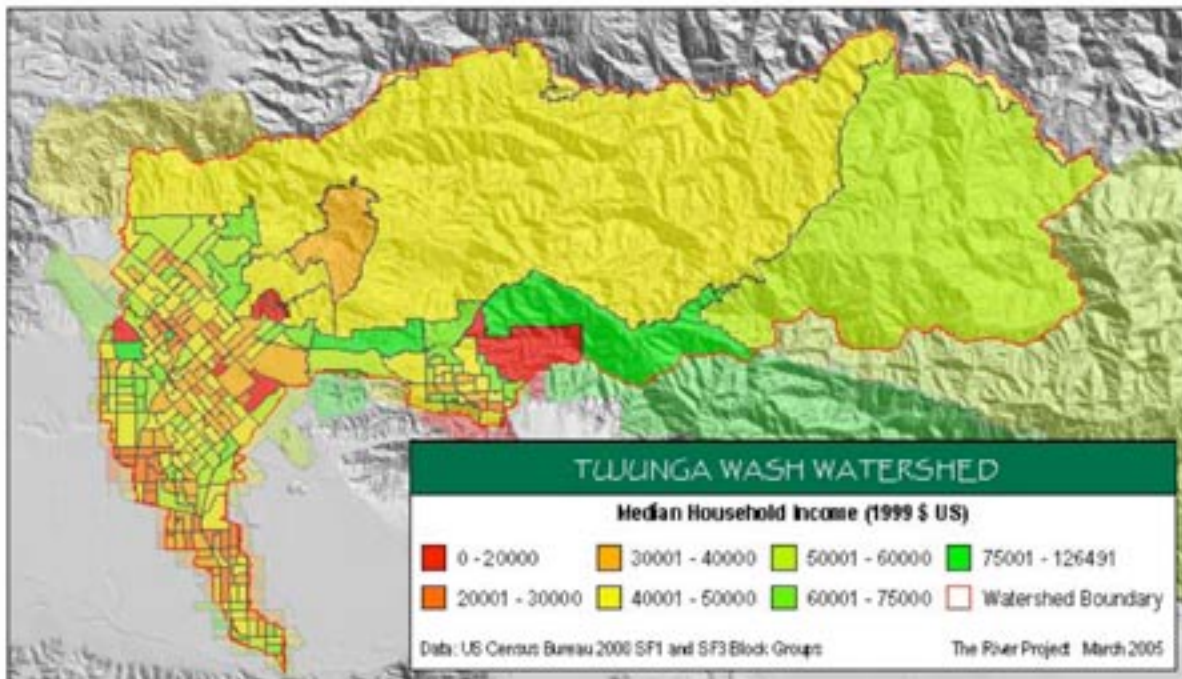 TUJUNGA WASH WATERSHED
Median Household Income (1999 $ US)
0 - 20000
30001 - 40000
50001 - 60000
75001 - 126491
20001 - 30000
40001 - 50000
60001 - 75000
Watershed Boundary
Data: US Census Bureau 2000 SF1 and SF3 Block Groups
The River Project March 2005